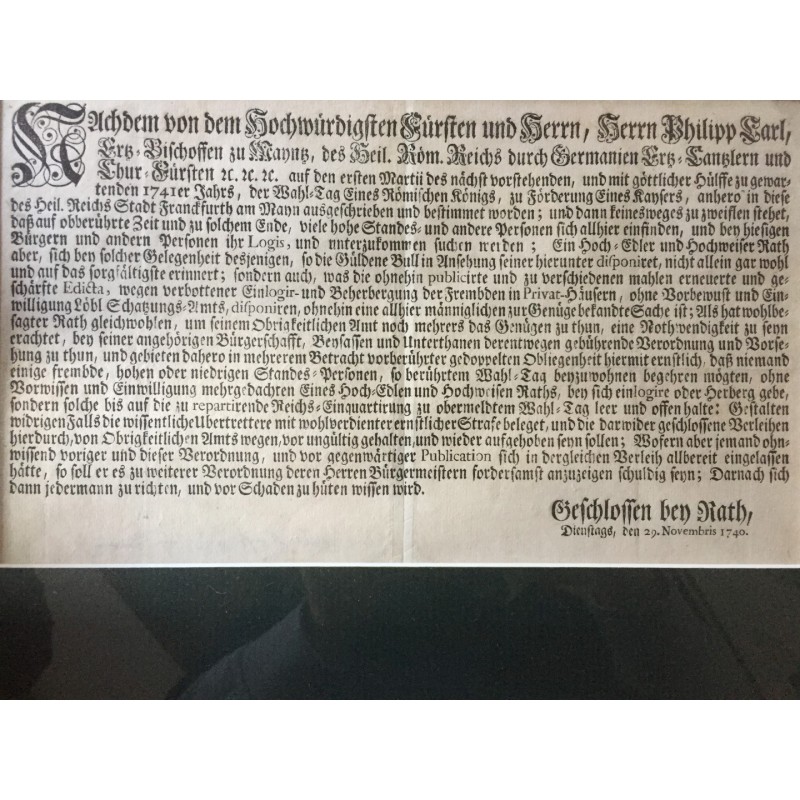 Nachdem von dem Hochwürdigsten Fürsten und Herrn, Herrn Philipp Carl,
Ertz-Bischoffen zu Mayntz, des Heil. Röm. Reichs durch Germanien Ertz-Cantzlern und
Chur-Fürsten ꝛc. ꝛc. ꝛc. auf den ersten Martii des nächst vorstehenden, und mit göttlicher Hülffe zu gewar-
tenden 1741er Jahrs, der Wahl-Tag Eines Römischen Königs, zu Förderung Eines Kaysers, anhero in diese
des Heil. Reichs Stadt Franckfurth am Mayn ausgeschrieben und bestimmet worden; und dann keinesweges zu zweiflen stehet,
daß auf obberührte Zeit und zu solchem Ende, viele hohe Standes- und andere Personen sich allhier einfinden, und bey hiesigen
Bürgern und andern Personen ihr Logis, und unterzukommen suchen werden; Ein Hoch-Edler und Hochweiser Rath
aber, sich bey solcher Gelegenheit desjenigen, so die Güldene Bull in Ansehung seiner hierunter disponiret, nicht allein gar wohl
und auf das sorgfältigste erinnert; sondern auch, was die ohnehin publicirte und zu verschiedenen mahlen erneuerte und ge-
schärfte Edicta, wegen verbottener Einlogir- und Beherbergung der Frembden in Privat-Häusern, ohne Vorbewust und Ein-
willigung Löbl Schatzungs-Amts, disponiren, ohnehin eine allhier männiglichen zur Genüge bekandte Sache ist; Als hat wohlbe-
sagter Rath gleichwohlen, um seinem Obrigkeitlichen Amt noch mehrers das Genügen zu thun, eine Nothwendigkeit zu seyn
erachtet, bey seiner angehörigen Bürgerschafft, Beysassen und Unterthanen derentwegen gebührende Verordnung und Vorse-
hung zu thun, und gebieten dahero in mehrerem Betracht vorberührter gedoppelten Obliegenheit hiermit ernstlich, daß niemand
einige frembde, hohen oder niedrigen Standes-Personen, so berührtem Wahl-Tag beyzuwohnen begehren mögten, ohne
Vorwissen und Einwilligung mehrgedachten Eines Hoch-Edlen und Hochweisen Raths, bey sich einlogire oder Herberg gebe,
sondern solche bis auf die zu repartirende Reichs-Einquartirung zu obermeldtem Wahl-Tag leer und offen halte: Gestalten
widrigen Falls die wissentliche Ubertrettere mit wohlverdienter ernstlicher Strafe beleget, und die darwider geschlossene Verleihen
hierdurch, von Obrigkeitlichen Amts wegen, vor ungültig gehalten, und wieder aufgehoben seyn sollen; Wofern aber jemand ohn-
wissend voriger und dieser Verordnung, und vor gegenwärtiger Publication sich in dergleichen Verleih allbereit eingelassen
hätte, so soll er es zu weiterer Verordnung deren Herren Bürgermeistern fordersamst anzuzeigen schuldig seyn; Darnach sich
dann jedermann zu richten, und vor Schaden zu hüten wissen wird.
Geschlossen bey Rath,
Dienstags, den 29. Novembris 1740.